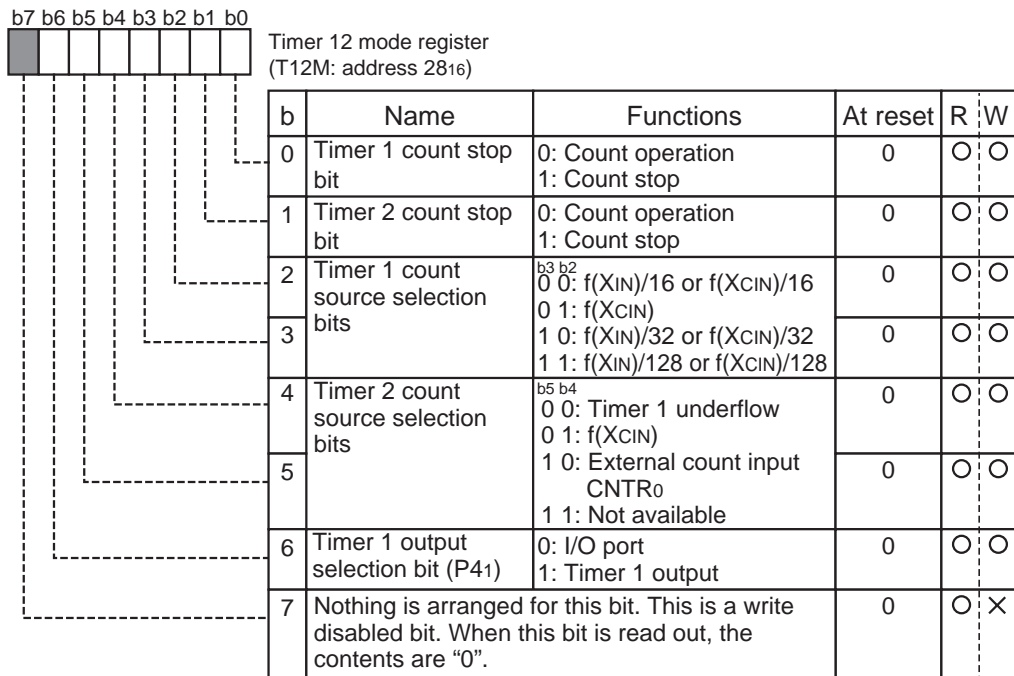 b7 b6 b5 b4 b3 b2 b1 b0
Timer 12 mode register
(T12M: address 2816)
b Name Functions At reset R W
0 Timer 1 count stop bit 0: Count operation 0 ○ ○
1: Count stop
1 Timer 2 count stop bit 0: Count operation 0 ○ ○
1: Count stop
2 Timer 1 count source selection bits b3 b2 0 ○ ○
0 0: f(XIN)/16 or f(XCIN)/16
0 1: f(XCIN)
3 1 0: f(XIN)/32 or f(XCIN)/32 0 ○ ○
1 1: f(XIN)/128 or f(XCIN)/128
4 Timer 2 count source selection bits b5 b4 0 ○ ○
0 0: Timer 1 underflow
0 1: f(XCIN)
5 1 0: External count input 0 ○ ○
CNTR0
1 1: Not available
6 Timer 1 output selection bit (P41) 0: I/O port 0 ○ ○
1: Timer 1 output
7 Nothing is arranged for this bit. This is a write 0 ○ ×
disabled bit. When this bit is read out, the
contents are “0”.